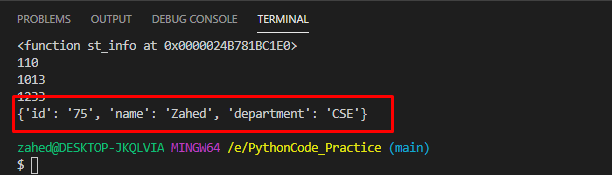 PROBLEMS OUTPUT DEBUG CONSOLE TERMINAL
<function st_info at 0x0000024B781BC1E0>
110
1013
1233
{'id': '75', 'name': 'Zahed', 'department': 'CSE'}
zahed@DESKTOP-JKQLVIA MINGW64 /e/PythonCode_Practice (main)
$